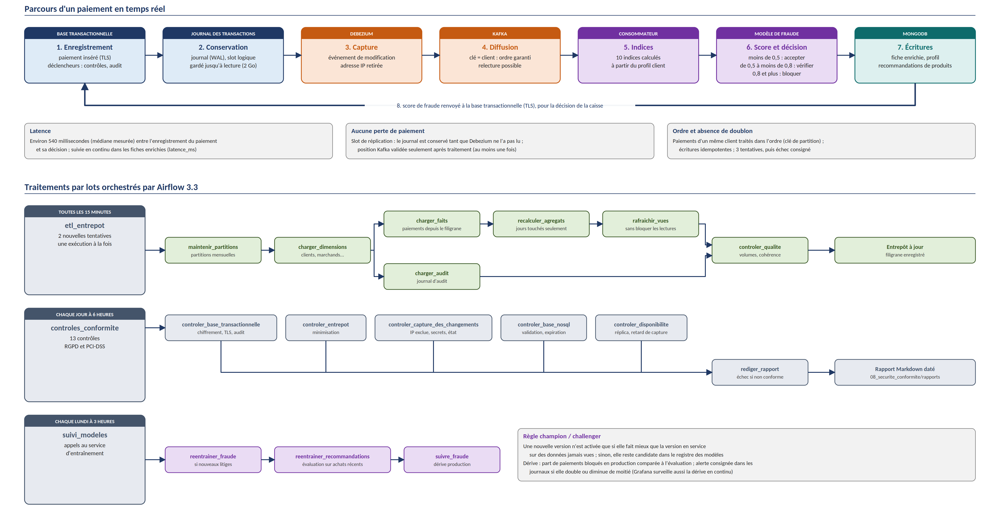 Parcours d'un paiement en temps réel
BASE TRANSACTIONNELLE
1. Enregistrement
paiement inséré (TLS)
déclencheurs : contrôles, audit
JOURNAL DES TRANSACTIONS
2. Conservation
journal (WAL), slot logique
gardé jusqu'à lecture (2 Go)
DEBEZIUM
3. Capture
événement de modification
adresse IP retirée
KAFKA
4. Diffusion
clé = client : ordre garanti
relecture possible
CONSOMMATEUR
5. Indices
10 indices calculés
à partir du profil client
MODÈLE DE FRAUDE
6. Score et décision
moins de 0,5 : accepter
de 0,5 à moins de 0,8 : vérifier
0,8 et plus : bloquer
MONGODB
7. Écritures
fiche enrichie, profil
recommandations de produits
8. score de fraude renvoyé à la base transactionnelle (TLS), pour la décision de la caisse
Latence
Environ 540 millisecondes (médiane mesurée) entre l'enregistrement du paiement
et sa décision ; suivie en continu dans les fiches enrichies (latence_ms)
Aucune perte de paiement
Slot de réplication : le journal est conservé tant que Debezium ne l'a pas lu ;
position Kafka validée seulement après traitement (au moins une fois)
Ordre et absence de doublon
Paiements d'un même client traités dans l'ordre (clé de partition) ;
écritures idempotentes ; 3 tentatives, puis échec consigné
Traitements par lots orchestrés par Airflow 3.3
TOUTES LES 15 MINUTES
etl_entrepot
2 nouvelles tentatives
une exécution à la fois
maintenir_partitions
partitions mensuelles
charger_dimensions
clients, marchands...
charger_faits
paiements depuis le filigrane
recalculer_agregats
jours touchés seulement
rafraichir_vues
sans bloquer les lectures
charger_audit
journal d'audit
controler_qualite
volumes, cohérence
Entrepôt à jour
filigrane enregistré
CHAQUE JOUR À 6 HEURES
controles_conformite
13 contrôles
RGPD et PCI-DSS
controler_base_transactionnelle
chiffrement, TLS, audit
controler_entrepot
minimisation
controler_capture_des_changements
IP exclue, secrets, état
controler_base_nosql
validation, expiration
controler_disponibilite
réplica, retard de capture
rediger_rapport
échec si non conforme
Rapport Markdown daté
08_securite_conformite/rapports
CHAQUE LUNDI À 3 HEURES
suivi_modeles
appels au service
d'entraînement
reentrainer_fraude
si nouveaux litiges
reentrainer_recommandations
évaluation sur achats récents
suivre_fraude
dérive production
Règle champion / challenger
Une nouvelle version n'est activée que si elle fait mieux que la version en service
sur des données jamais vues ; sinon, elle reste candidate dans le registre des modèles
Dérive : part de paiements bloqués en production comparée à l'évaluation ; alerte consignée dans les
journaux si elle double ou diminue de moitié (Grafana surveille aussi la dérive en continu)